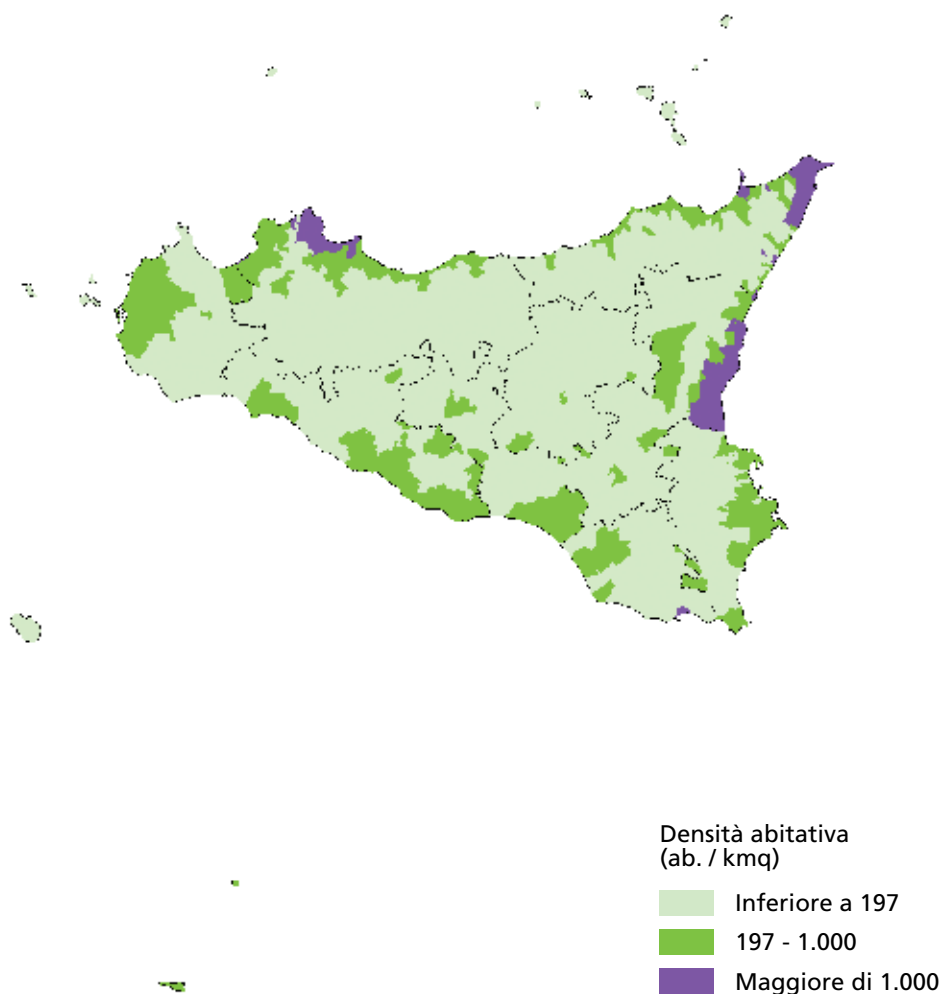 Densità abitativa
(ab. / kmq)
Inferiore a 197
197 - 1.000
Maggiore di 1.000